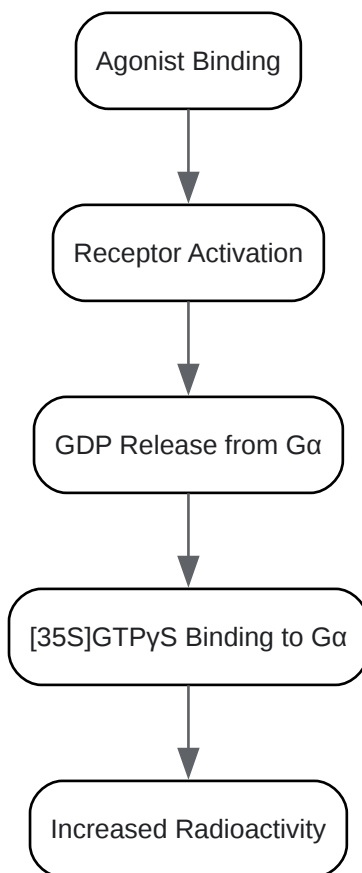 Agonist Binding
Receptor Activation
GDP Release from Gα
[35S]GTPγS Binding to Gα
Increased Radioactivity